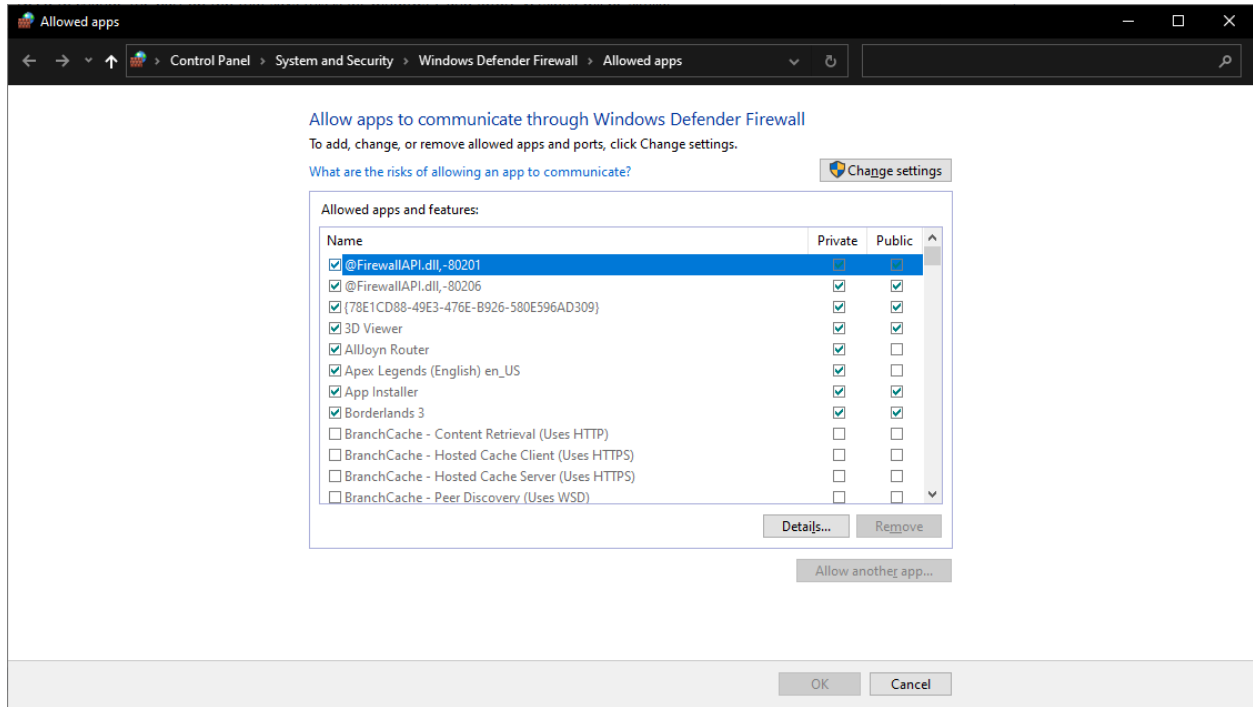 Allowed apps
Control Panel > System and Security > Windows Defender Firewall > Allowed apps
Allow apps to communicate through Windows Defender Firewall
To add, change, or remove allowed apps and ports, click Change settings.
What are the risks of allowing an app to communicate?
Change settings
Allowed apps and features:
Name Private Public
@FirewallAPI.dll,-80201
@FirewallAPI.dll,-80206
{78E1CD88-49E3-476E-B926-580E596AD309}
3D Viewer
AllJoyn Router
Apex Legends (English) en_US
App Installer
Borderlands 3
BranchCache - Content Retrieval (Uses HTTP)
BranchCache - Hosted Cache Client (Uses HTTPS)
BranchCache - Hosted Cache Server (Uses HTTPS)
BranchCache - Peer Discovery (Uses WSD)
Details... Remove
Allow another app...
OK Cancel